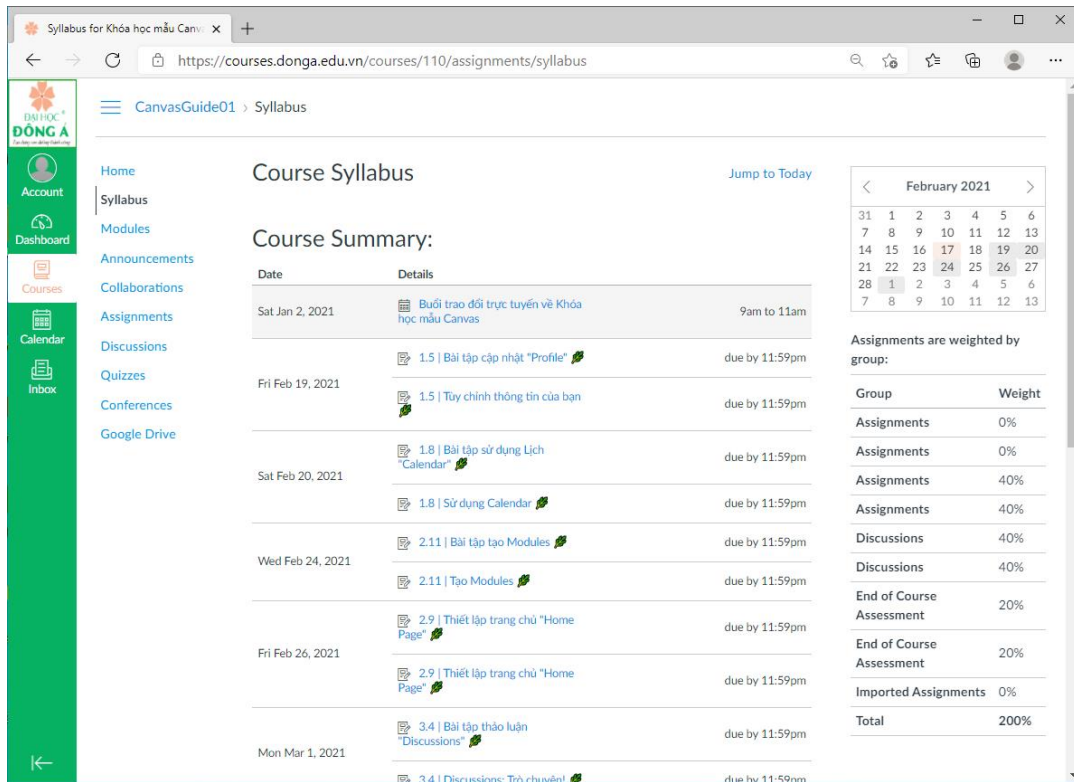 Syllabus for Khóa học mẫu Canv
https://courses.donga.edu.vn/courses/110/assignments/syllabus
ĐẠI HỌC
ĐÔNG Á
Account
Dashboard
Courses
Calendar
Inbox
CanvasGuide01 › Syllabus
Home
Syllabus
Modules
Announcements
Collaborations
Assignments
Discussions
Quizzes
Conferences
Google Drive
Course Syllabus
Jump to Today
Course Summary:
Date Details
Sat Jan 2, 2021
Buổi trao đổi trực tuyến về Khóa
học mẫu Canvas
9am to 11am
Fri Feb 19, 2021
1.5 | Bài tập cập nhật "Profile"
due by 11:59pm
1.5 | Tùy chỉnh thông tin của bạn
due by 11:59pm
Sat Feb 20, 2021
1.8 | Bài tập sử dụng Lịch
"Calendar"
due by 11:59pm
1.8 | Sử dụng Calendar
due by 11:59pm
Wed Feb 24, 2021
2.11 | Bài tập tạo Modules
due by 11:59pm
2.11 | Tạo Modules
due by 11:59pm
Fri Feb 26, 2021
2.9 | Thiết lập trang chủ "Home
Page"
due by 11:59pm
2.9 | Thiết lập trang chủ "Home
Page"
due by 11:59pm
Mon Mar 1, 2021
3.4 | Bài tập thảo luận
"Discussions"
due by 11:59pm
3.4 | Discussions: Trò chuyện!
due by 11:59pm
February 2021
31 1 2 3 4 5 6
7 8 9 10 11 12 13
14 15 16 17 18 19 20
21 22 23 24 25 26 27
28 1 2 3 4 5 6
7 8 9 10 11 12 13
Assignments are weighted by
group:
Group Weight
Assignments 0%
Assignments 0%
Assignments 40%
Assignments 40%
Discussions 40%
Discussions 40%
End of Course
Assessment
20%
End of Course
Assessment
20%
Imported Assignments 0%
Total 200%